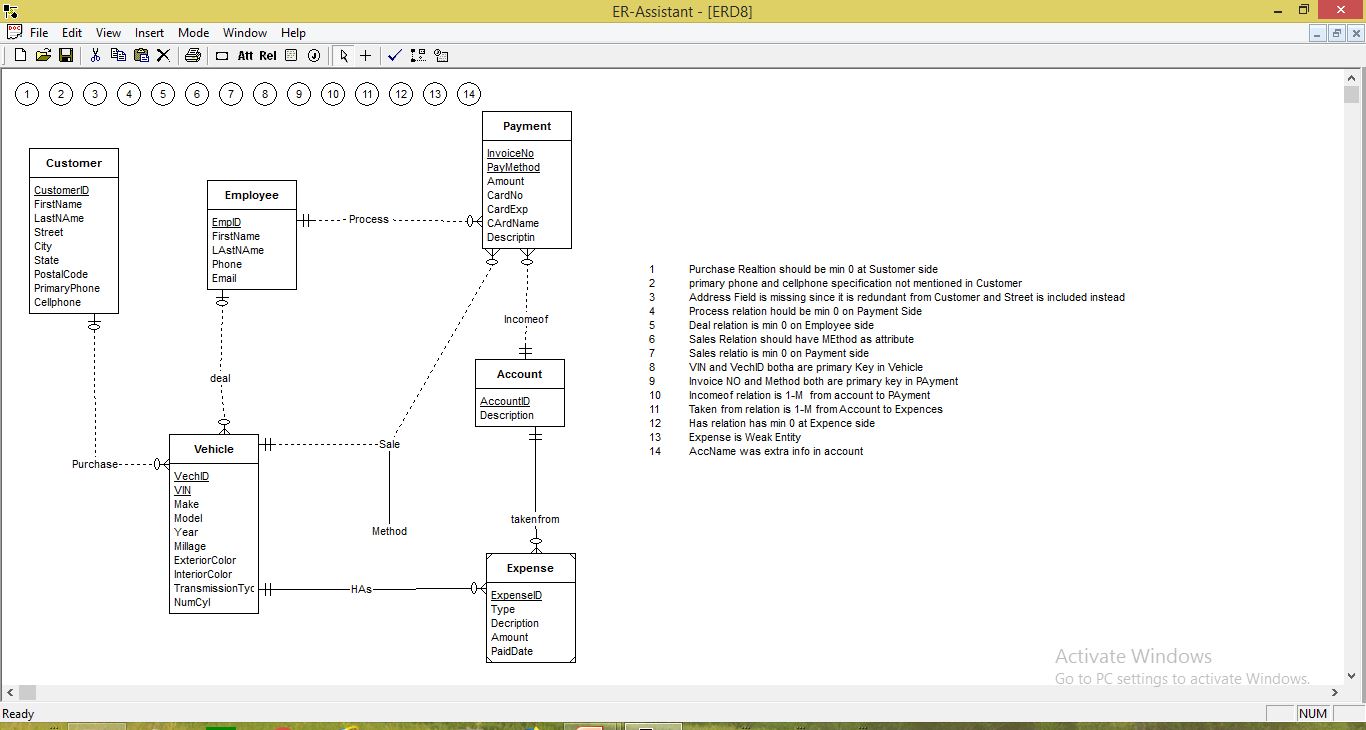 ER-Assistant - [ERD8]
File Edit View Insert Mode Window Help
Att Rel J
1 2 3 4 5 6 7 8 9 10 11 12 13 14
Payment
InvoiceNo
PayMethod
Amount
CardNo
CardExp
CArdName
Descriptin
Customer
CustomerID
FirstName
LastNAme
Street
City
State
PostalCode
PrimaryPhone
Cellphone
Employee
EmpID
FirstName
LAstNAme
Phone
Email
Process
Incomeof
deal
Account
AccountID
Description
Sale
Method
Purchase
Vehicle
VechID
VIN
Make
Model
Year
Millage
ExteriorColor
InteriorColor
TransmissionTyc
NumCyl
takenfrom
HAs
Expense
ExpenseID
Type
Decription
Amount
PaidDate
1 Purchase Realtion should be min 0 at Sustomer side
2 primary phone and cellphone specification not mentioned in Customer
3 Address Field is missing since it is redundant from Customer and Street is included instead
4 Process relation hould be min 0 on Payment Side
5 Deal relation is min 0 on Employee side
6 Sales Relation should have MEthod as attribute
7 Sales relatio is min 0 on Payment side
8 VIN and VechID botha are primary Key in Vehicle
9 Invoice NO and Method both are primary key in PAyment
10 Incomeof relation is 1-M from account to PAyment
11 Taken from relation is 1-M from Account to Expences
12 Has relation has min 0 at Expence side
13 Expense is Weak Entity
14 AccName was extra info in account
Activate Windows
Go to PC settings to activate Windows.
Ready
NUM